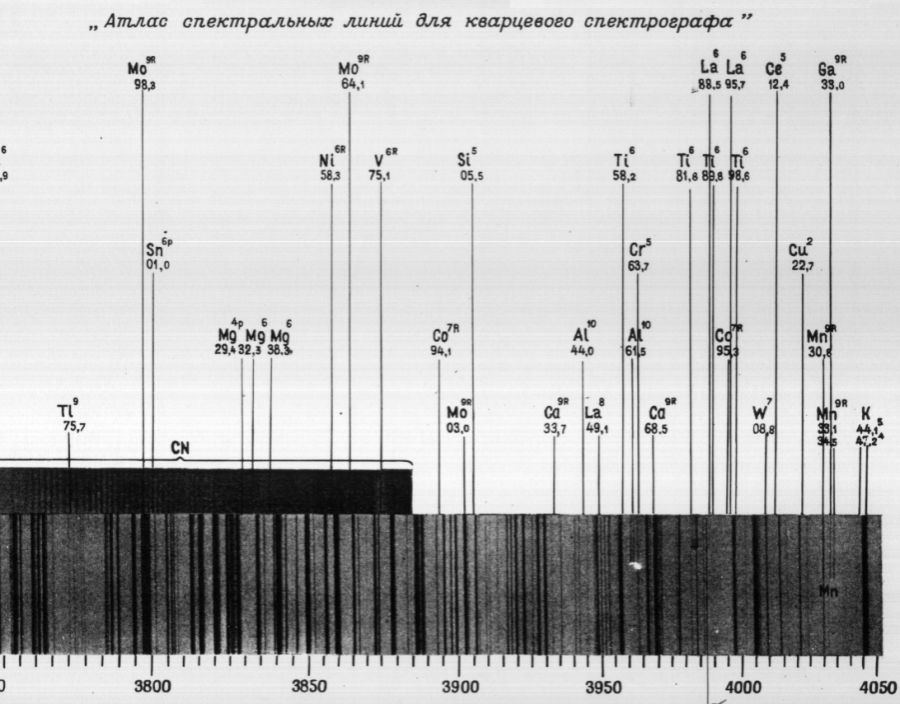 „Атлас спектральных линий для кварцевого спектрографа”
Mo 9R 98,3
Mo 9R 64,1
La 6 88,5
La 6 95,7
Ce 5 12,4
Ga 9R 33,0
6 ,9
Ni 6R 58,3
V 6R 75,1
Si 5 05,5
Ti 6 58,2
Ti 6 81,8
Ti 6 89,8
Ti 6 98,6
Sn 6p 01,0
Cr 5 63,7
Cu 2 22,7
Mg 4p 29,4
Mg 6 32,3
Mg 6 38,3
Co 7R 94,1
Al 10 44,0
Al 10 61,5
Co 7R 95,3
Mn 9R 30,8
Tl 9 75,7
Mo 9R 03,0
Ca 9R 33,7
La 8 49,1
Ca 9R 68,5
W 7 08,8
Mn 9R 33,1
34,5
K 44,1 5
47,2 4
CN
Mn
0 3800 3850 3900 3950 4000 4050